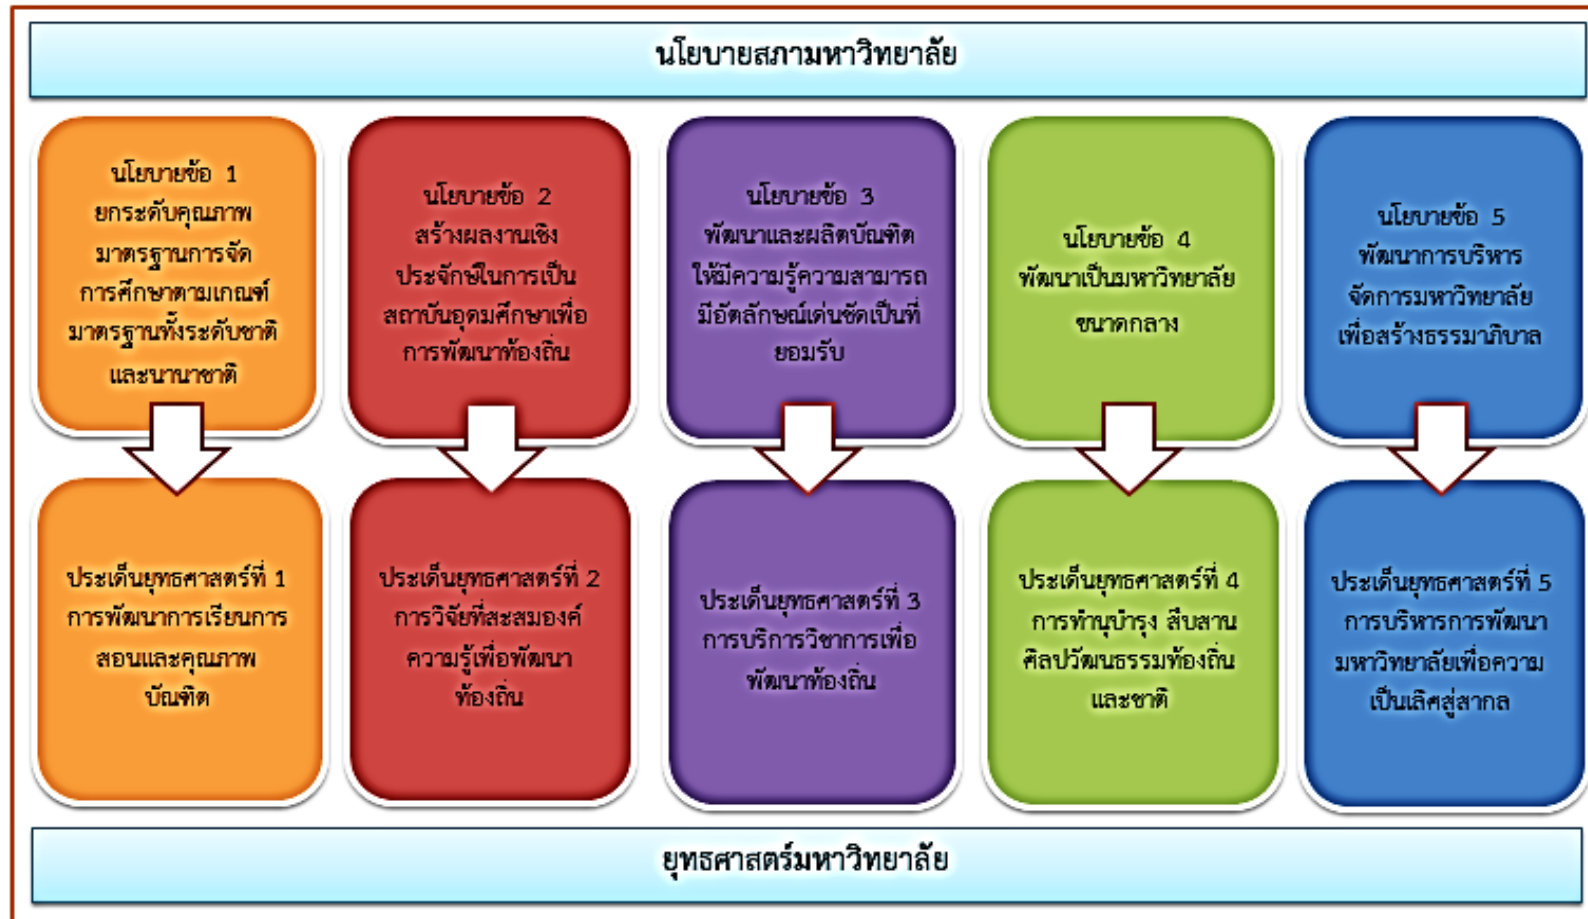 นโยบายสภามหาวิทยาลัย
นโยบายข้อ 1
ยกระดับคุณภาพ
มาตรฐานการจัด
การศึกษาตามเกณฑ์
มาตรฐานทั้งระดับชาติ
และนานาชาติ
นโยบายข้อ 2
สร้างผลงานเชิง
ประจักษ์ในการเป็น
สถาบันอุดมศึกษาเพื่อ
การพัฒนาท้องถิ่น
นโยบายข้อ 3
พัฒนาและผลิตบัณฑิต
ให้มีความรู้ความสามารถ
มีอัตลักษณ์เด่นชัดเป็นที่
ยอมรับ
นโยบายข้อ 4
พัฒนาเป็นมหาวิทยาลัย
ขนาดกลาง
นโยบายข้อ 5
พัฒนาการบริหาร
จัดการมหาวิทยาลัย
เพื่อสร้างธรรมาภิบาล
ประเด็นยุทธศาสตร์ที่ 1
การพัฒนาการเรียนการ
สอนและคุณภาพ
บัณฑิต
ประเด็นยุทธศาสตร์ที่ 2
การวิจัยที่สะสมองค์
ความรู้เพื่อพัฒนา
ท้องถิ่น
ประเด็นยุทธศาสตร์ที่ 3
การบริการวิชาการเพื่อ
พัฒนาท้องถิ่น
ประเด็นยุทธศาสตร์ที่ 4
การทำนุบำรุง สืบสาน
ศิลปวัฒนธรรมท้องถิ่น
และชาติ
ประเด็นยุทธศาสตร์ที่ 5
การบริหารการพัฒนา
มหาวิทยาลัยเพื่อความ
เป็นเลิศสู่สากล
ยุทธศาสตร์มหาวิทยาลัย